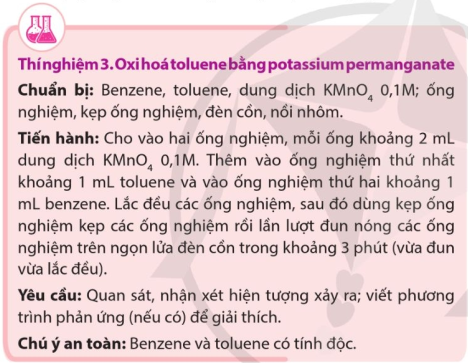 Thí nghiệm 3. Oxi hoá toluene bằng potassium permanganate
Chuẩn bị: Benzene, toluene, dung dịch KMnO₄ 0,1M; ống
nghiệm, kẹp ống nghiệm, đèn cồn, nồi nhôm.
Tiến hành: Cho vào hai ống nghiệm, mỗi ống khoảng 2 mL
dung dịch KMnO₄ 0,1M. Thêm vào ống nghiệm thứ nhất
khoảng 1 mL toluene và vào ống nghiệm thứ hai khoảng 1
mL benzene. Lắc đều các ống nghiệm, sau đó dùng kẹp ống
nghiệm kẹp các ống nghiệm rồi lần lượt đun nóng các ống
nghiệm trên ngọn lửa đèn cồn trong khoảng 3 phút (vừa đun
vừa lắc đều).
Yêu cầu: Quan sát, nhận xét hiện tượng xảy ra; viết phương
trình phản ứng (nếu có) để giải thích.
Chú ý an toàn: Benzene và toluene có tính độc.